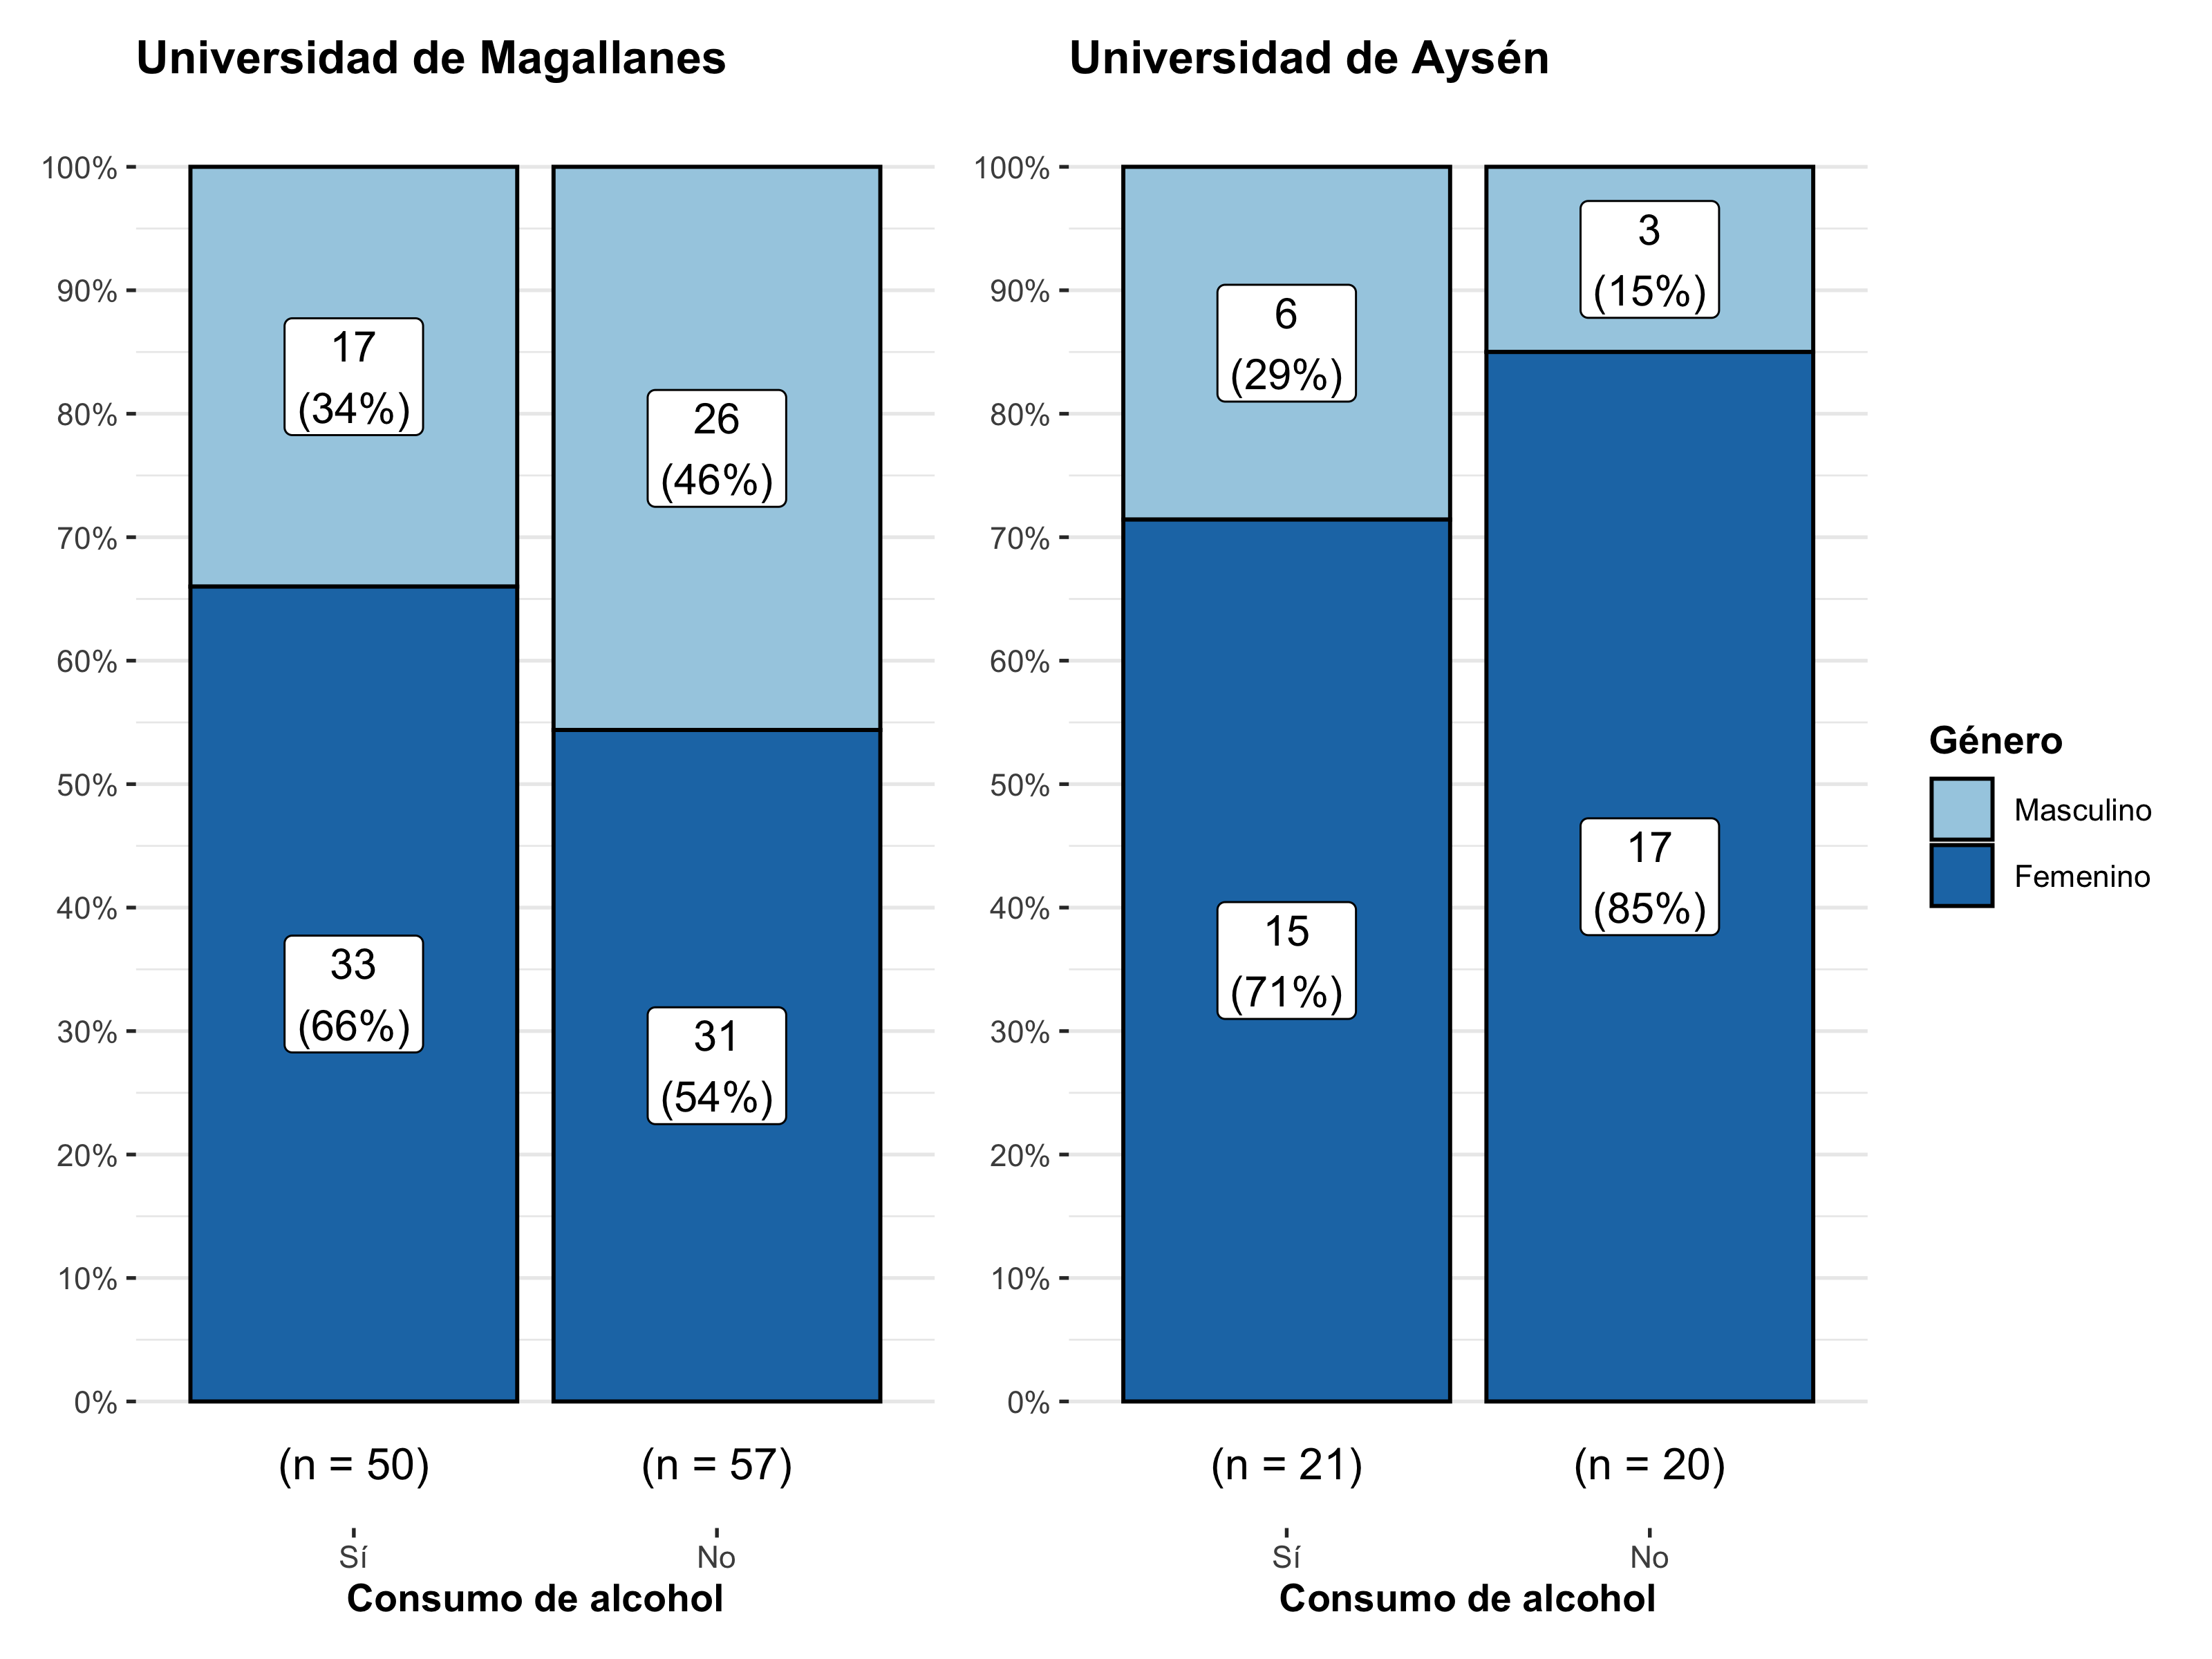 Universidad de Magallanes
100%
90%
80%
70%
60%
50%
40%
30%
20%
10%
0%
17
(34%)
33
(66%)
26
(46%)
31
(54%)
(n = 50)
(n = 57)
Sí
No
Consumo de alcohol
Universidad de Aysén
100%
90%
80%
70%
60%
50%
40%
30%
20%
10%
0%
6
(29%)
15
(71%)
3
(15%)
17
(85%)
(n = 21)
(n = 20)
Sí
No
Consumo de alcohol
Género
Masculino
Femenino